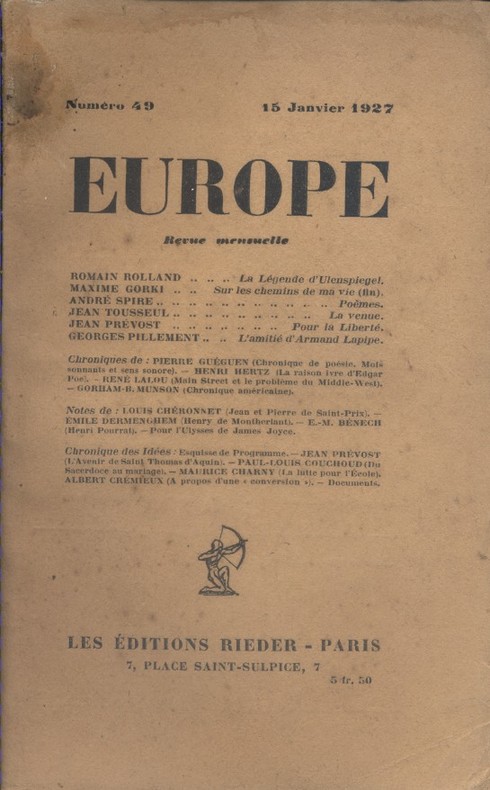 Numéro 49 15 Janvier 1927
EUROPE
Revue mensuelle
ROMAIN ROLLAND .. .. .. La Légende d'Ulenspiegel.
MAXIME GORKI .. .. Sur les chemins de ma vie (fin).
ANDRÉ SPIRE .. .. .. .. .. .. .. .. .. .. .. Poèmes.
JEAN TOUSSEUL .. .. .. .. .. .. .. .. .. La venue.
JEAN PRÉVOST .. .. .. .. .. .. .. Pour la Liberté.
GEORGES PILLEMENT .. .. L'amitié d'Armand Lapipe.
Chroniques de : PIERRE GUÉGUEN (Chronique de poésie. Mots
sonnants et sens sonore). — HENRI HERTZ (La raison ivre d'Edgar
Poe). — RENÉ LALOU (Main Street et le problème du Middle-West).
— GORHAM-B. MUNSON (Chronique américaine).
Notes de : LOUIS CHÉRONNET (Jean et Pierre de Saint-Prix). —
ÉMILE DERMENGHEM (Henry de Montherlant). — E.-M. BÉNECH
(Henri Pourrat). — Pour l'Ulysses de James Joyce.
Chronique des Idées : Esquisse de Programme. — JEAN PRÉVOST
(L'Avenir de Saint Thomas d'Aquin). — PAUL-LOUIS COUCHOUD (Du
Sacerdoce au mariage). — MAURICE CHARNY (La lutte pour l'École).
ALBERT CRÉMIEUX (A propos d'une « conversion »). — Documents.
LES ÉDITIONS RIEDER - PARIS
7, PLACE SAINT-SULPICE, 7
5 fr. 50